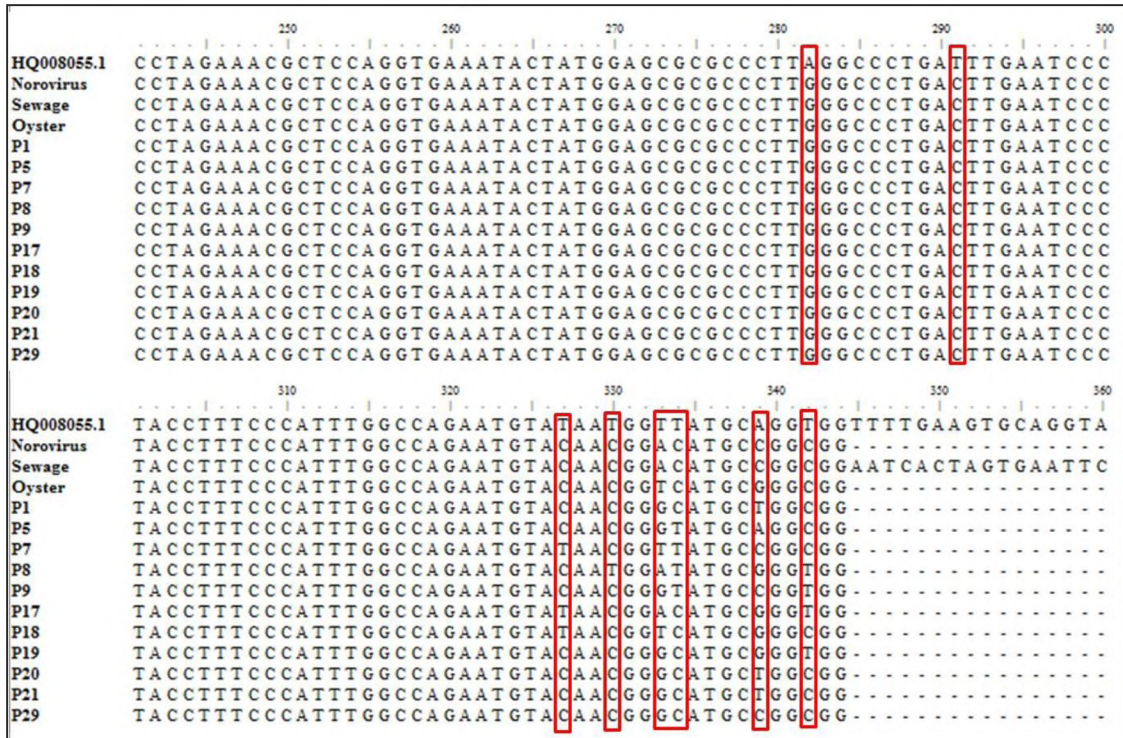 250 260 270 280 290 300
HQ008055.1 CCTAGAAACGCTCCAGGTGAAATACTATGGAGCGCGCCCTTAGGCCCTGATTTGAATCCC
Norovirus CCTAGAAACGCTCCAGGTGAAATACTATGGAGCGCGCCCTTGGGCCCTGACTTGAATCCC
Sewage CCTAGAAACGCTCCAGGTGAAATACTATGGAGCGCGCCCTTGGGCCCTGACTTGAATCCC
Oyster CCTAGAAACGCTCCAGGTGAAATACTATGGAGCGCGCCCTTGGGCCCTGACTTGAATCCC
P1 CCTAGAAACGCTCCAGGTGAAATACTATGGAGCGCGCCCTTGGGCCCTGACTTGAATCCC
P5 CCTAGAAACGCTCCAGGTGAAATACTATGGAGCGCGCCCTTGGGCCCTGACTTGAATCCC
P7 CCTAGAAACGCTCCAGGTGAAATACTATGGAGCGCGCCCTTGGGCCCTGACTTGAATCCC
P8 CCTAGAAACGCTCCAGGTGAAATACTATGGAGCGCGCCCTTGGGCCCTGACTTGAATCCC
P9 CCTAGAAACGCTCCAGGTGAAATACTATGGAGCGCGCCCTTGGGCCCTGACTTGAATCCC
P17 CCTAGAAACGCTCCAGGTGAAATACTATGGAGCGCGCCCTTGGGCCCTGACTTGAATCCC
P18 CCTAGAAACGCTCCAGGTGAAATACTATGGAGCGCGCCCTTGGGCCCTGACTTGAATCCC
P19 CCTAGAAACGCTCCAGGTGAAATACTATGGAGCGCGCCCTTGGGCCCTGACTTGAATCCC
P20 CCTAGAAACGCTCCAGGTGAAATACTATGGAGCGCGCCCTTGGGCCCTGACTTGAATCCC
P21 CCTAGAAACGCTCCAGGTGAAATACTATGGAGCGCGCCCTTGGGCCCTGACTTGAATCCC
P29 CCTAGAAACGCTCCAGGTGAAATACTATGGAGCGCGCCCTTGGGCCCTGACTTGAATCCC
310 320 330 340 350 360
HQ008055.1 TACCTTTCCCATTTGGCCAGAATGTATAATGGTTATGCAGGTGGTTTTGAAGTGCAGGTA
Norovirus TACCTTTCCCATTTGGCCAGAATGTACAACGGACATGCCGGCGG----------------
Sewage TACCTTTCCCATTTGGCCAGAATGTACAACGGACATGCCGGCGGAATCACTAGTGAATTC
Oyster TACCTTTCCCATTTGGCCAGAATGTACAACGGTCATGCGGGCGG----------------
P1 TACCTTTCCCATTTGGCCAGAATGTACAACGGGCATGCTGGCGG----------------
P5 TACCTTTCCCATTTGGCCAGAATGTACAACGGGTATGCAGGCGG----------------
P7 TACCTTTCCCATTTGGCCAGAATGTATAACGGTTATGCCGGCGG----------------
P8 TACCTTTCCCATTTGGCCAGAATGTACAATGGATATGCGGGTGG----------------
P9 TACCTTTCCCATTTGGCCAGAATGTACAACGGGTATGCCGGTGG----------------
P17 TACCTTTCCCATTTGGCCAGAATGTATAACGGACATGCGGGTGG----------------
P18 TACCTTTCCCATTTGGCCAGAATGTATAACGGTCATGCGGGCGG----------------
P19 TACCTTTCCCATTTGGCCAGAATGTACAACGGGCATGCGGGTGG----------------
P20 TACCTTTCCCATTTGGCCAGAATGTACAACGGGCATGCTGGCGG----------------
P21 TACCTTTCCCATTTGGCCAGAATGTACAACGGGCATGCTGGCGG----------------
P29 TACCTTTCCCATTTGGCCAGAATGTACAACGGGCATGCCGGCGG----------------